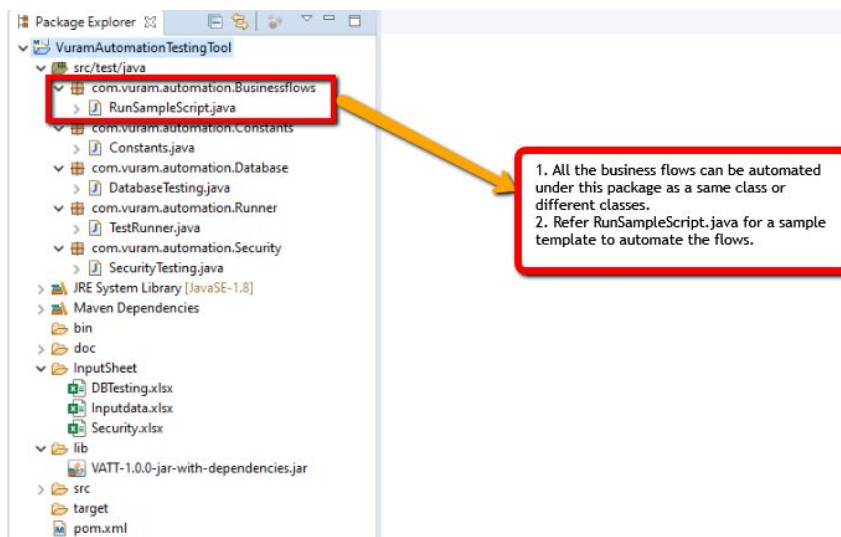 Package Explorer
VuramAutomationTestingTool
src/test/java
com.vuram.automation.Businessflows
RunSampleScript.java
com.vuram.automation.Constants
Constants.java
com.vuram.automation.Database
DatabaseTesting.java
com.vuram.automation.Runner
TestRunner.java
com.vuram.automation.Security
SecurityTesting.java
JRE System Library [JavaSE-1.8]
Maven Dependencies
bin
doc
InputSheet
DBTesting.xlsx
Inputdata.xlsx
Security.xlsx
lib
VATT-1.0.0-jar-with-dependencies.jar
src
target
pom.xml
1. All the business flows can be automated
under this package as a same class or
different classes.
2. Refer RunSampleScript.java for a sample
template to automate the flows.